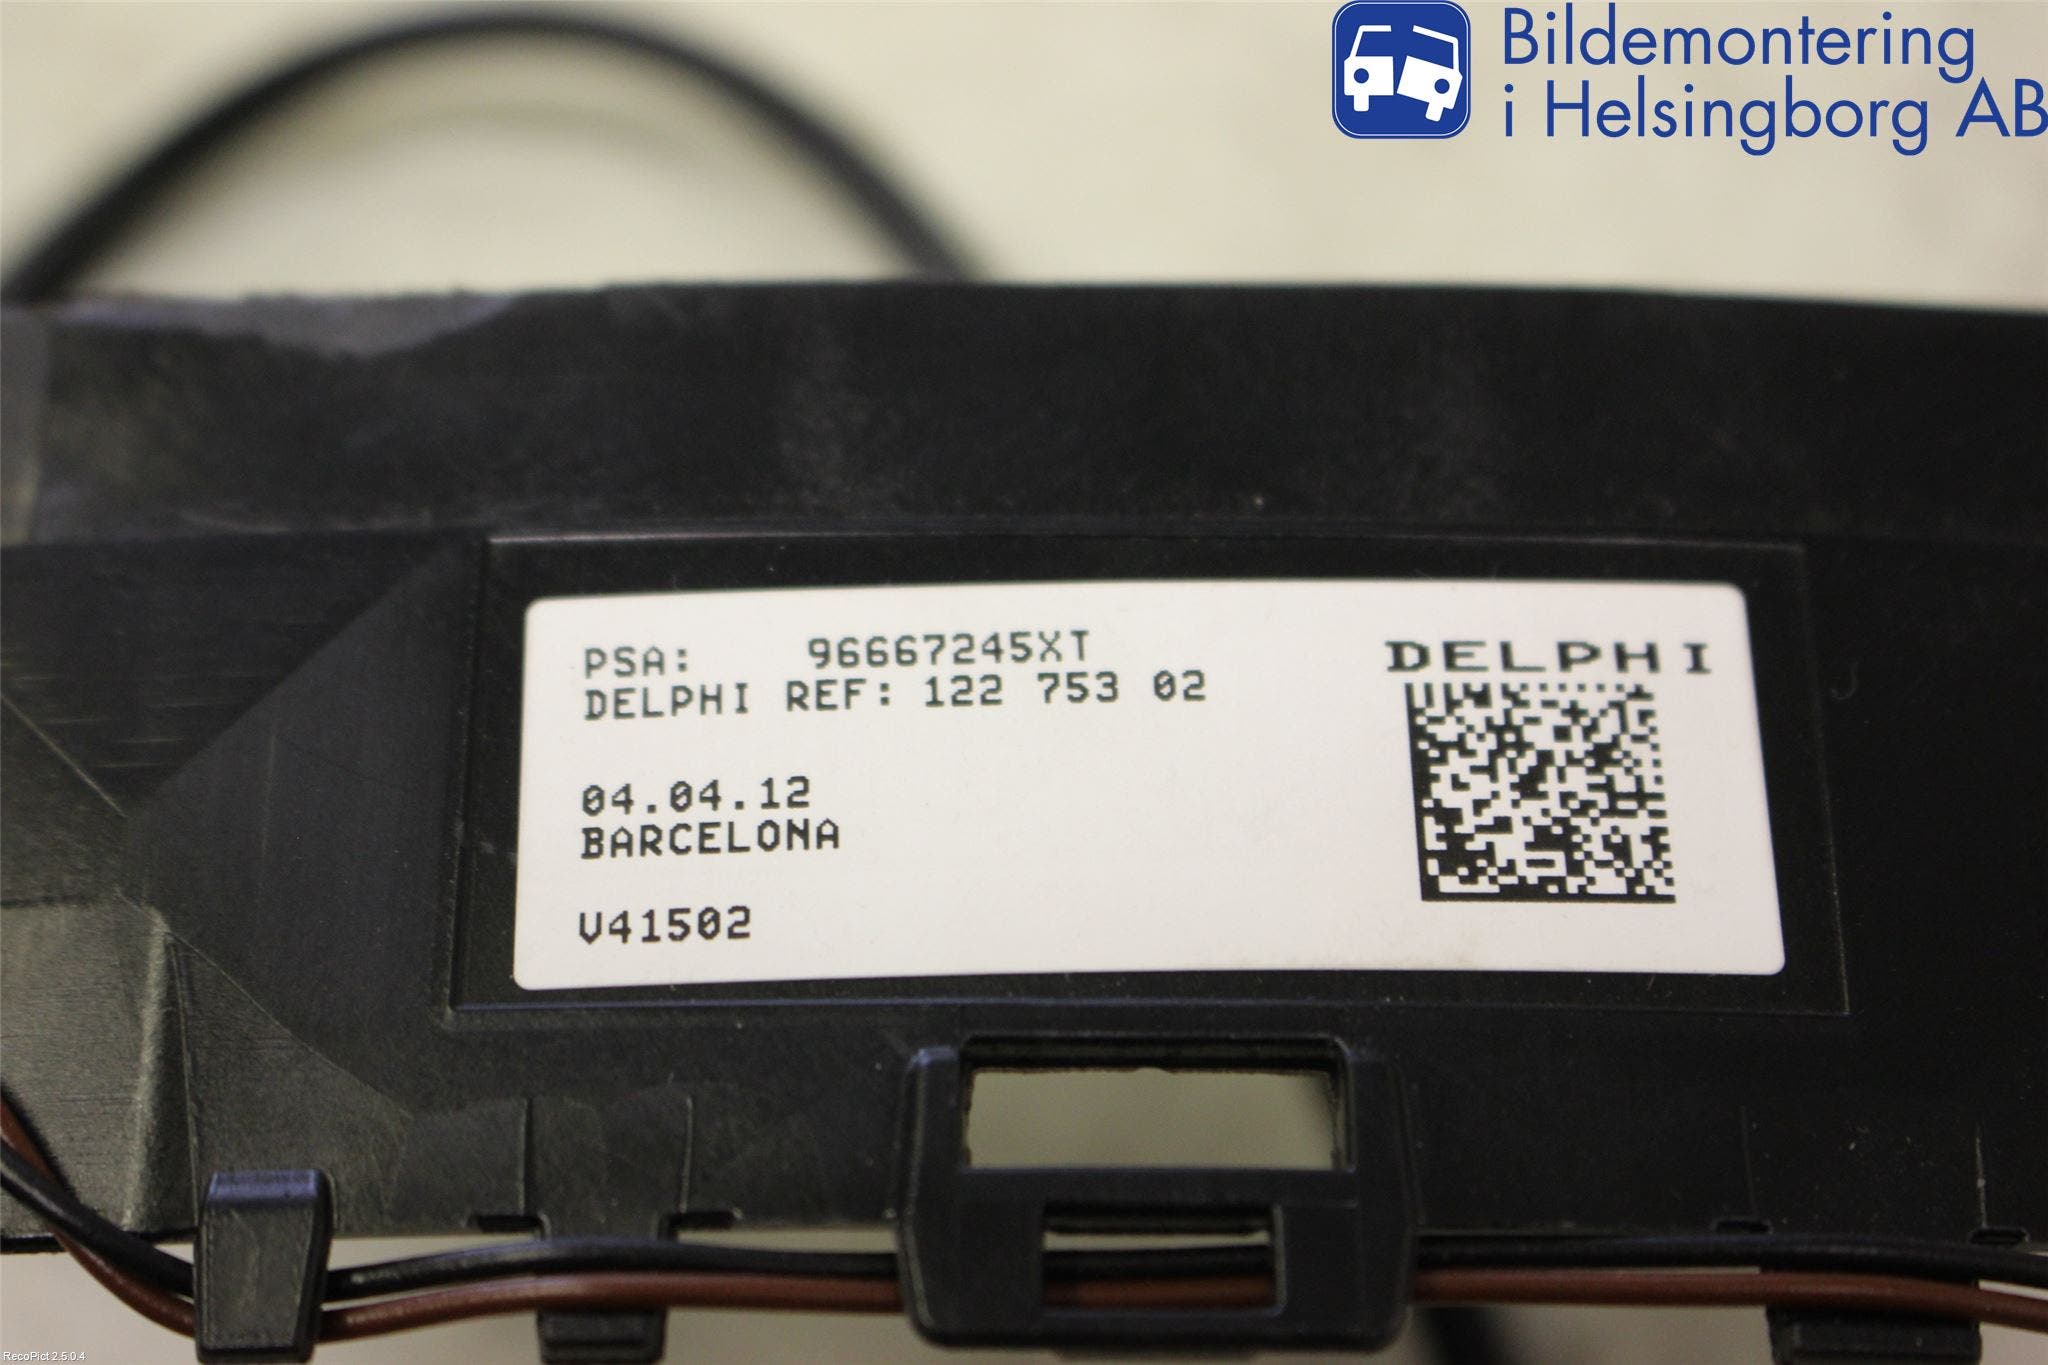 Bildemontering
i Helsingborg AB
PSA: 96667245XT
DELPHI REF: 122 753 02
04.04.12
BARCELONA
V41502
DELPHI
RecoPict 2.5.0.4